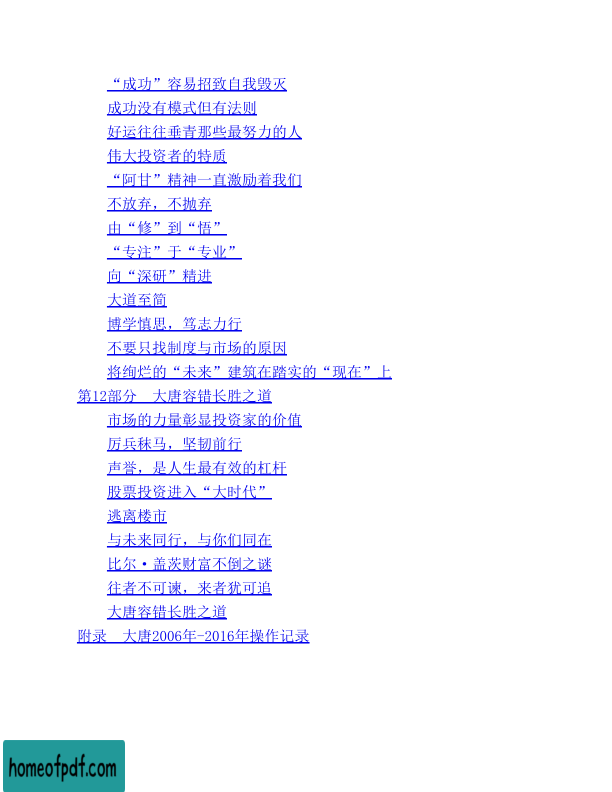 “成功”容易招致自我毁灭
成功没有模式但有法则
好运往往垂青那些最努力的人
伟大投资者的特质
“阿甘”精神一直激励着我们
不放弃，不抛弃
由“修”到“悟”
“专注”于“专业”
向“深研”精进
大道至简
博学慎思，笃志力行
不要只找制度与市场的原因
将绚烂的“未来”建筑在踏实的“现在”上
第12部分　大唐容错长胜之道
市场的力量彰显投资家的价值
厉兵秣马，坚韧前行
声誉，是人生最有效的杠杆
股票投资进入“大时代”
逃离楼市
与未来同行，与你们同在
比尔·盖茨财富不倒之谜
往者不可谏，来者犹可追
大唐容错长胜之道
附录　大唐2006年-2016年操作记录
homeofpdf.com